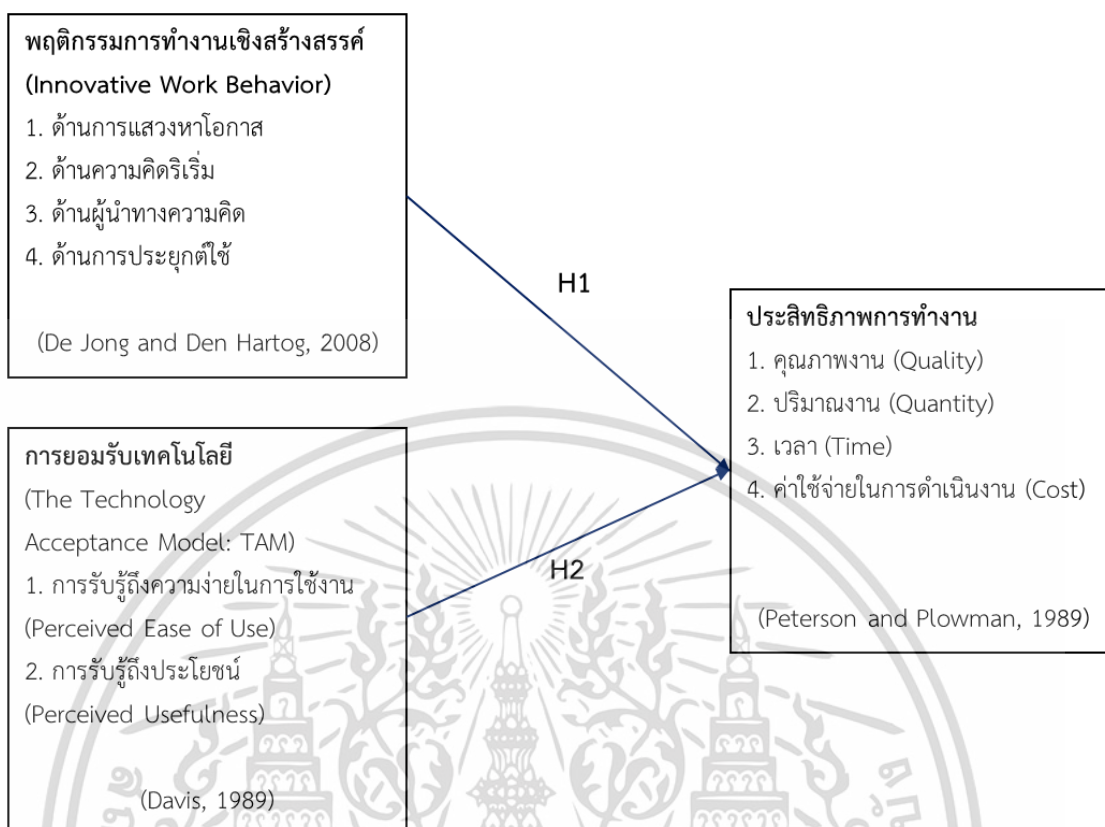 พฤติกรรมการทำงานเชิงสร้างสรรค์
(Innovative Work Behavior)
1. ด้านการแสวงหาโอกาส
2. ด้านความคิดริเริ่ม
3. ด้านผู้นำทางความคิด
4. ด้านการประยุกต์ใช้
(De Jong and Den Hartog, 2008)
H1
การยอมรับเทคโนโลยี
(The Technology
Acceptance Model: TAM)
1. การรับรู้ถึงความง่ายในการใช้งาน
(Perceived Ease of Use)
2. การรับรู้ถึงประโยชน์
(Perceived Usefulness)
(Davis, 1989)
H2
ประสิทธิภาพการทำงาน
1. คุณภาพงาน (Quality)
2. ปริมาณงาน (Quantity)
3. เวลา (Time)
4. ค่าใช้จ่ายในการดำเนินงาน (Cost)
(Peterson and Plowman, 1989)